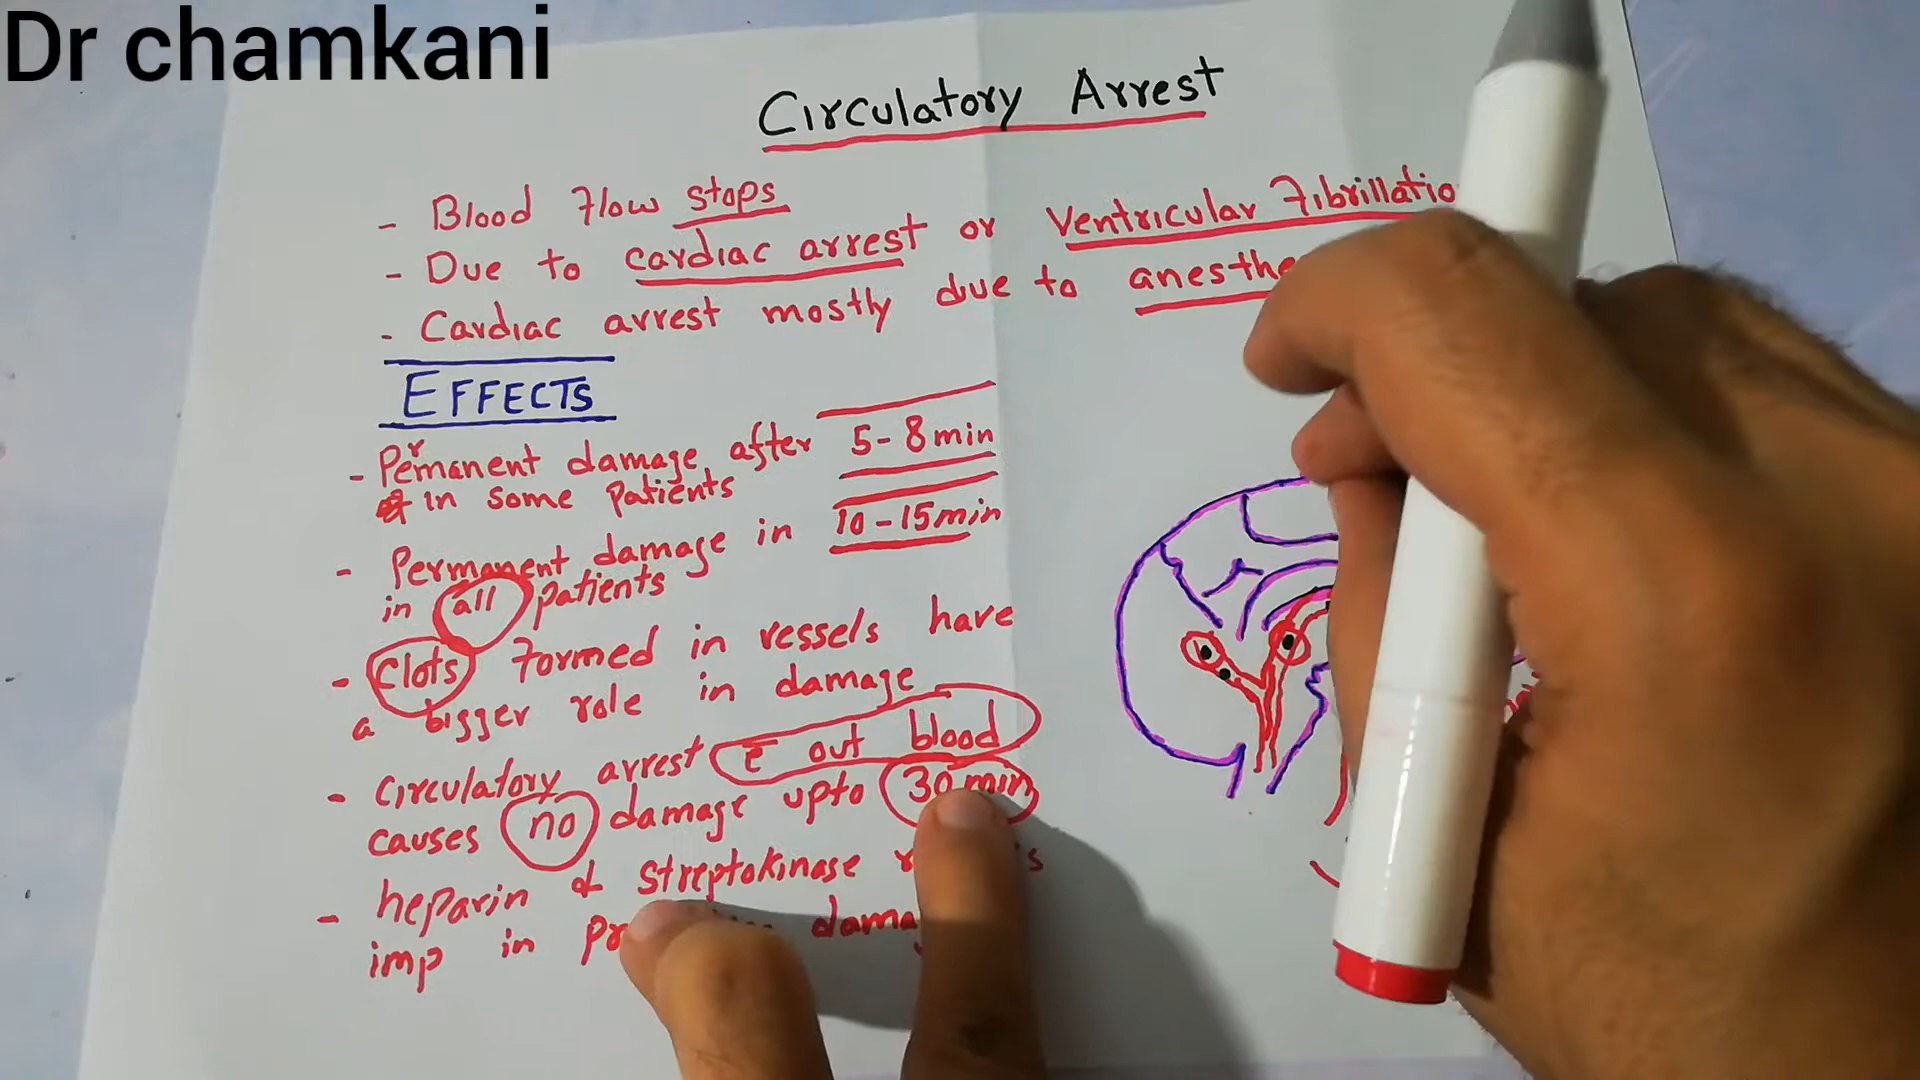 Dr chamkani
Circulatory Arrest
- Blood flow stops
- Due to cardiac arrest or Ventricular Fibrillatio
- Cardiac arrest mostly due to anesthe
EFFECTS
- Permanent damage after 5-8 min
in some patients
- Permanent damage in 10-15min
in all patients
- Clots formed in vessels have
a bigger role in damage
- Circulatory arrest c̅ out blood
causes no damage upto 30 min
- heparin & streptokinase
imp in damag